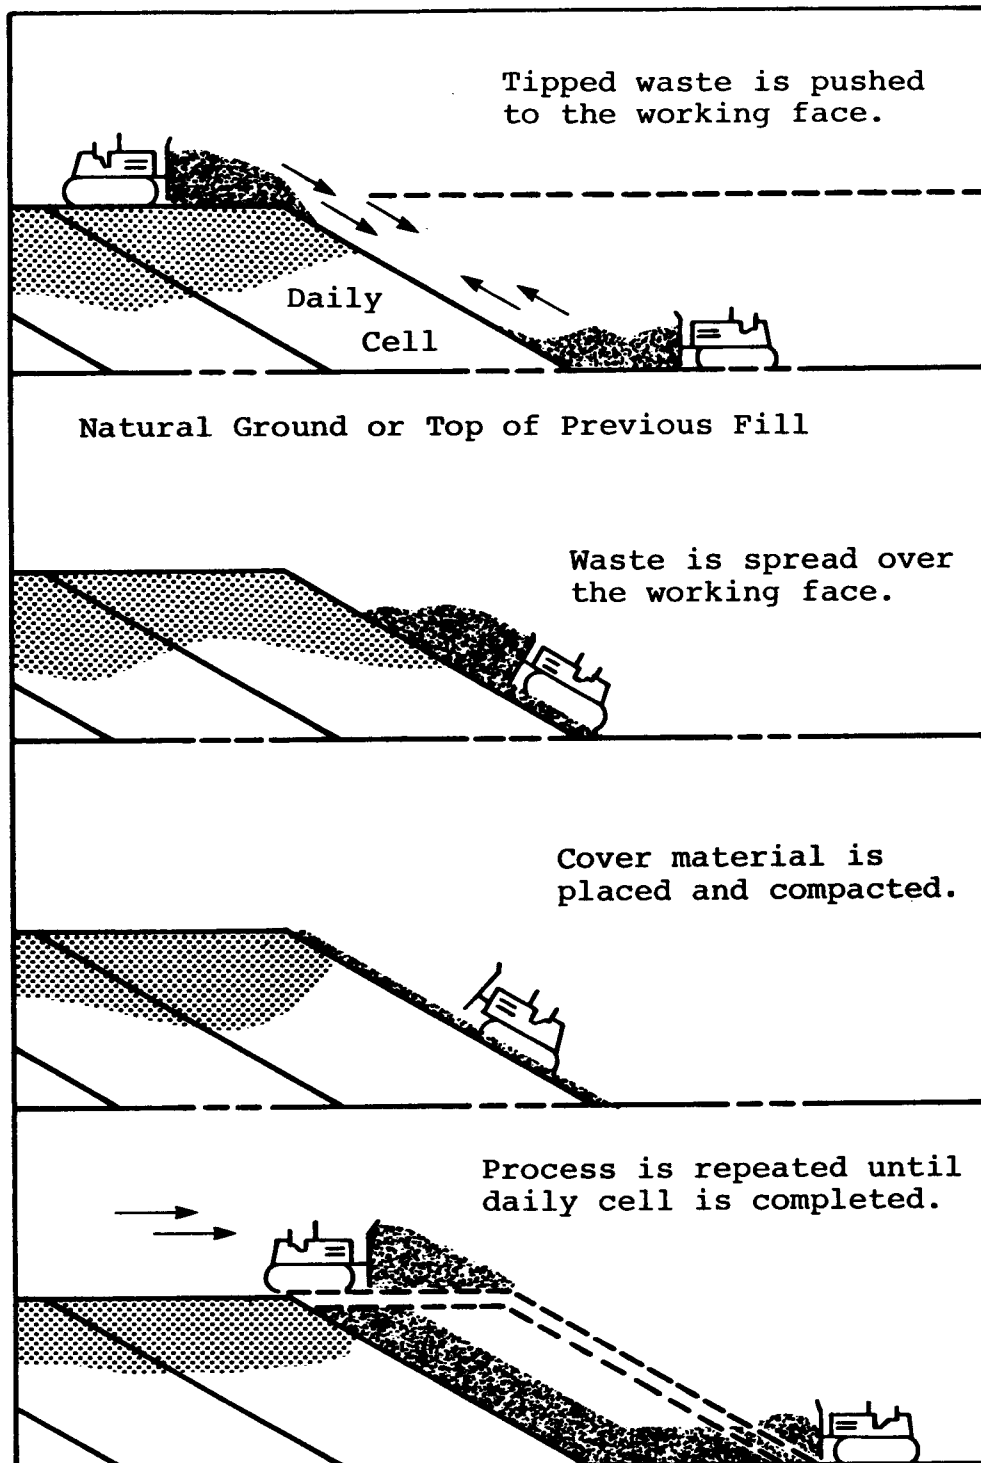 Tipped waste is pushed
to the working face.
Daily
Cell
Natural Ground or Top of Previous Fill
Waste is spread over
the working face.
Cover material is
placed and compacted.
Process is repeated until
daily cell is completed.